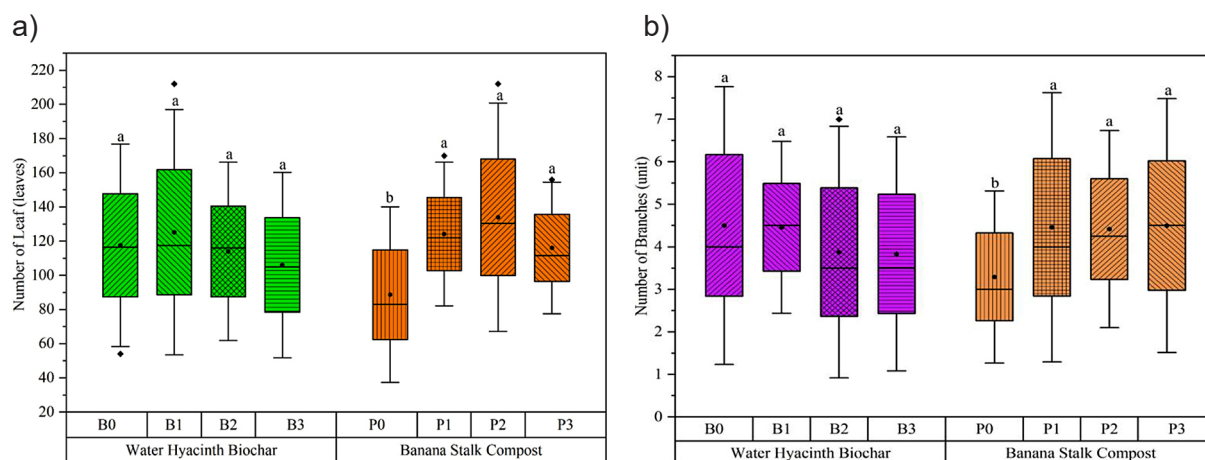 a)
Number of Leaf (leaves)
220
200
180
160
140
120
100
80
60
40
20
a
a
a
a
b
a
a
a
B0 B1 B2 B3 P0 P1 P2 P3
Water Hyacinth Biochar Banana Stalk Compost
b)
Number of Branches (unit)
8
7
6
5
4
3
2
1
0
a
a
a
a
b
a
a
a
B0 B1 B2 B3 P0 P1 P2 P3
Water Hyacinth Biochar Banana Stalk Compost